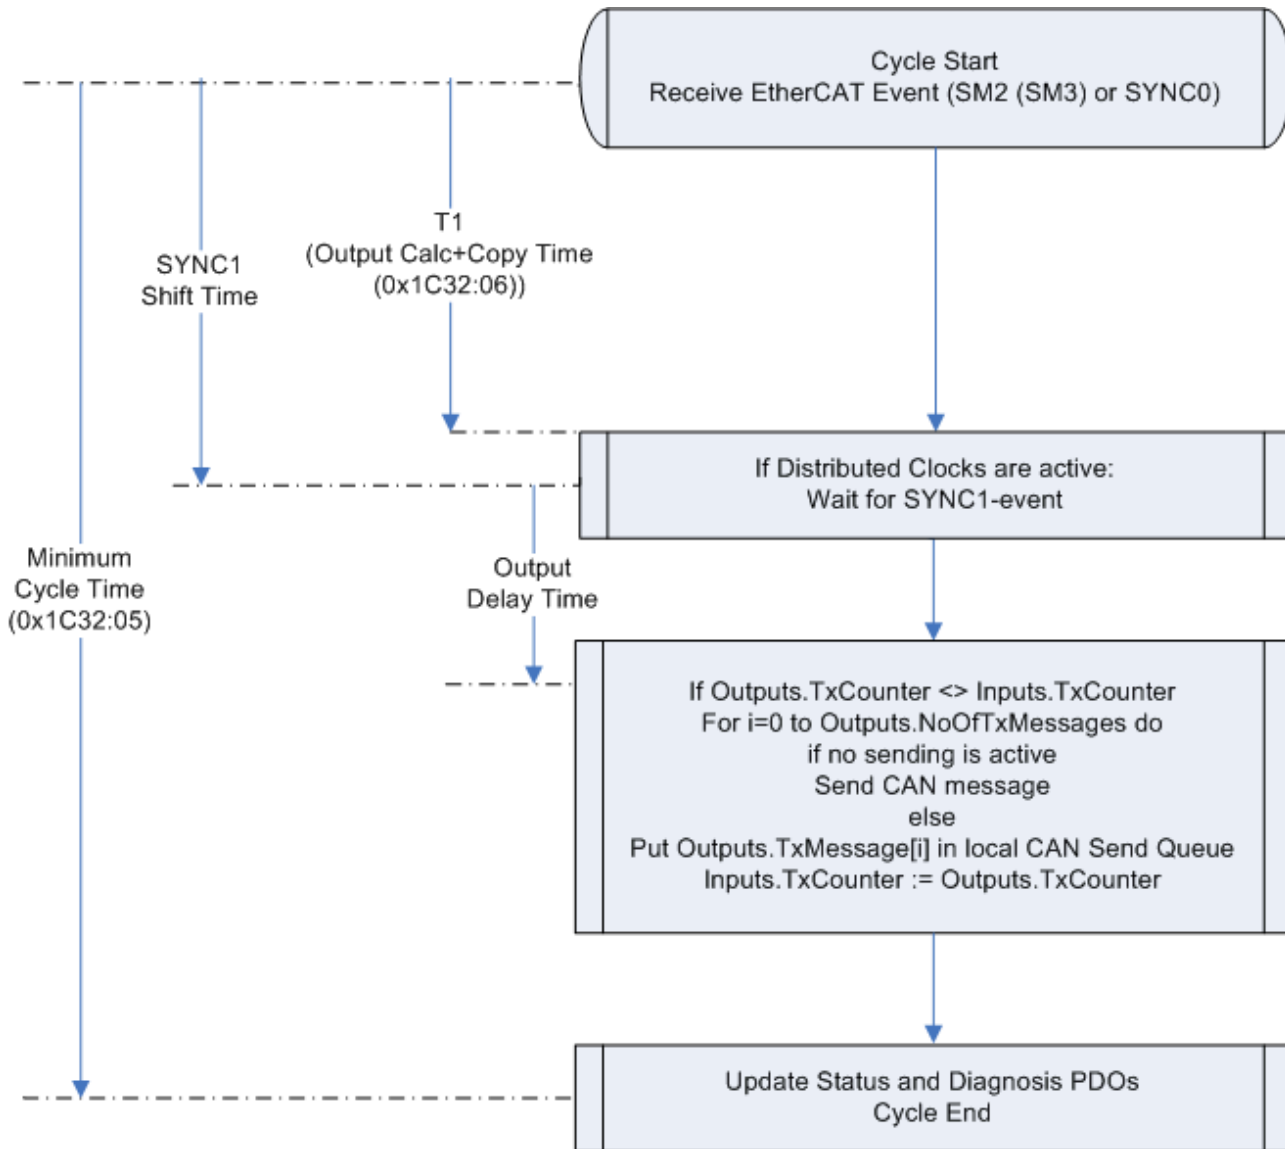 Cycle Start
Receive EtherCAT Event (SM2 (SM3) or SYNC0)
T1
(Output Calc+Copy Time
(0x1C32:06))
SYNC1
Shift Time
If Distributed Clocks are active:
Wait for SYNC1-event
Minimum
Cycle Time
(0x1C32:05)
Output
Delay Time
If Outputs.TxCounter <> Inputs.TxCounter
For i=0 to Outputs.NoOfTxMessages do
if no sending is active
Send CAN message
else
Put Outputs.TxMessage[i] in local CAN Send Queue
Inputs.TxCounter := Outputs.TxCounter
Update Status and Diagnosis PDOs
Cycle End